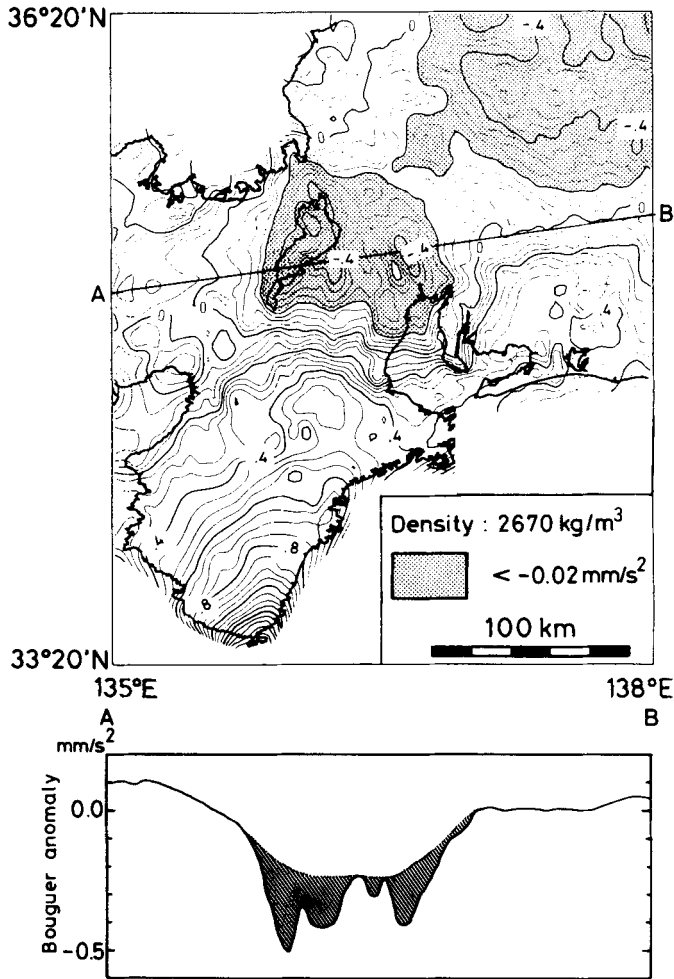 36°20'N
-.4
0
0
-.4
0
B
0
-.4
-.4
A
0
.4
.4
.4
.4
.8
.8
Density : 2670 kg/m³
< -0.02 mm/s²
100 km
33°20'N
135°E
138°E
A
B
mm/s²
0.0
Bouguer anomaly
-0.5